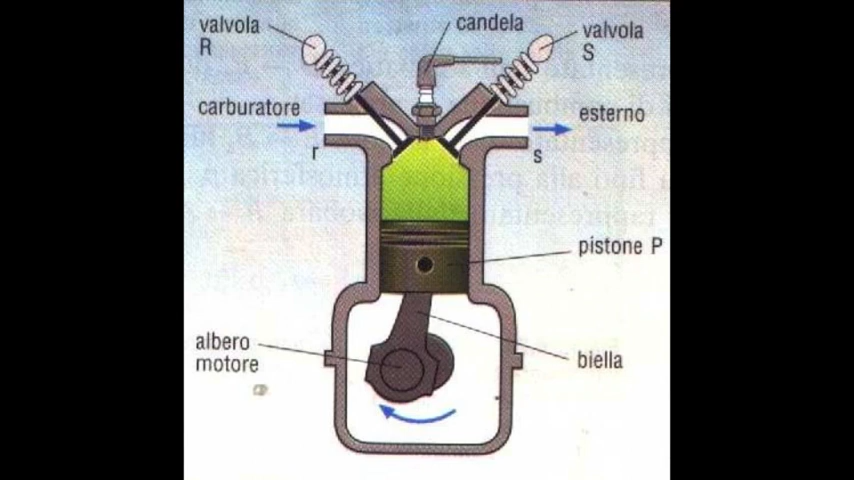 valvola
R
candela
valvola
S
carburatore
esterno
r
s
pistone P
albero
motore
biella